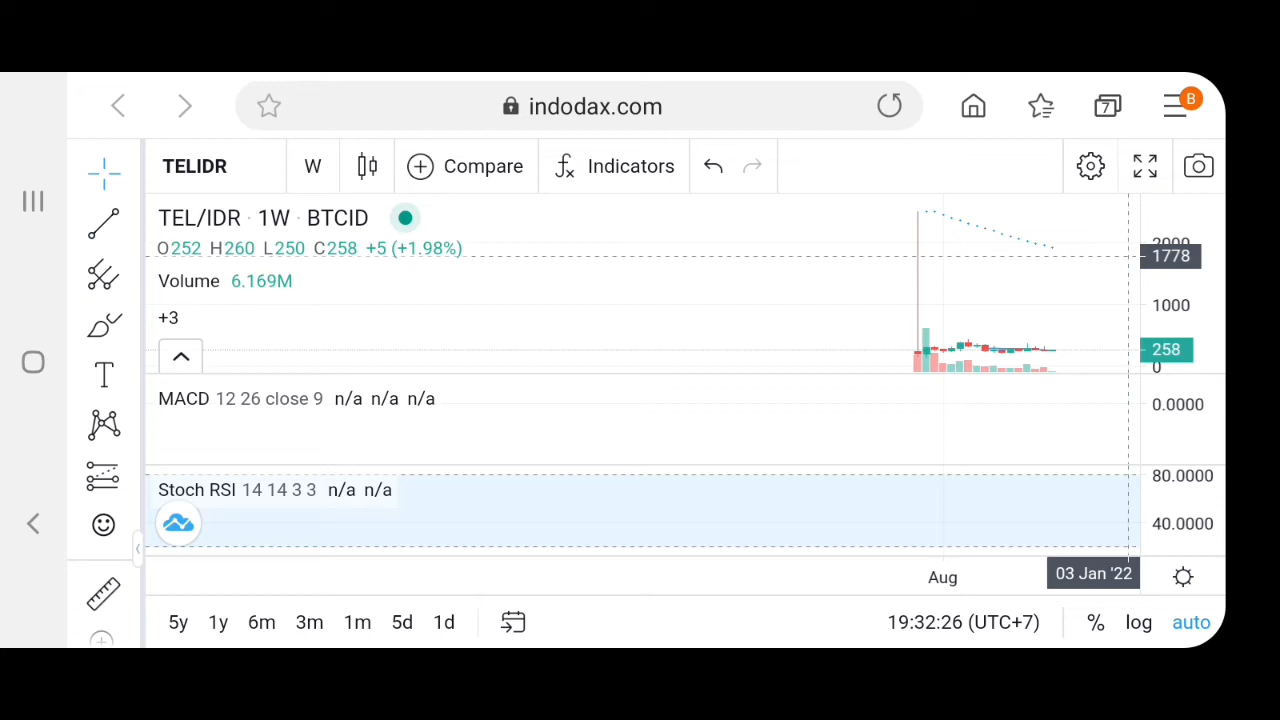 indodax.com
7
B
TELIDR
W
Compare
Indicators
TEL/IDR · 1W · BTCID
O252 H260 L250 C258 +5 (+1.98%)
Volume 6.169M
+3
2000
1778
1000
258
0
MACD 12 26 close 9 n/a n/a n/a
0.0000
Stoch RSI 14 14 3 3 n/a n/a
80.0000
40.0000
Aug
03 Jan '22
5y 1y 6m 3m 1m 5d 1d
19:32:26 (UTC+7)
% log auto
T